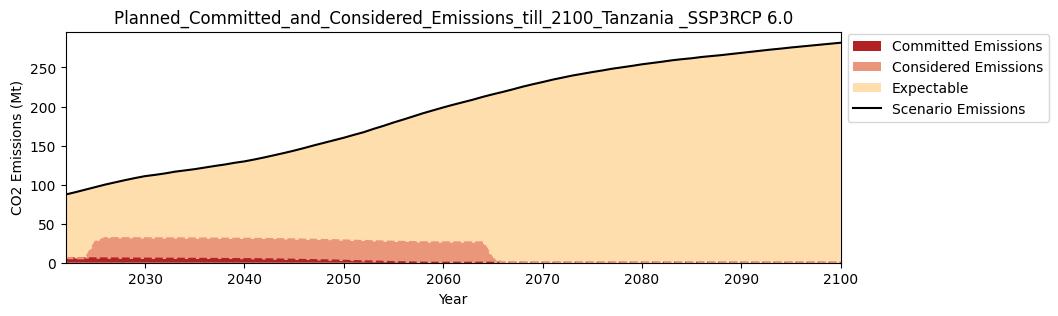 Planned_Committed_and_Considered_Emissions_till_2100_Tanzania _SSP3RCP 6.0
Committed Emissions
Considered Emissions
Expectable
Scenario Emissions
CO2 Emissions (Mt)
250
200
150
100
50
0
2030 2040 2050 2060 2070 2080 2090 2100
Year